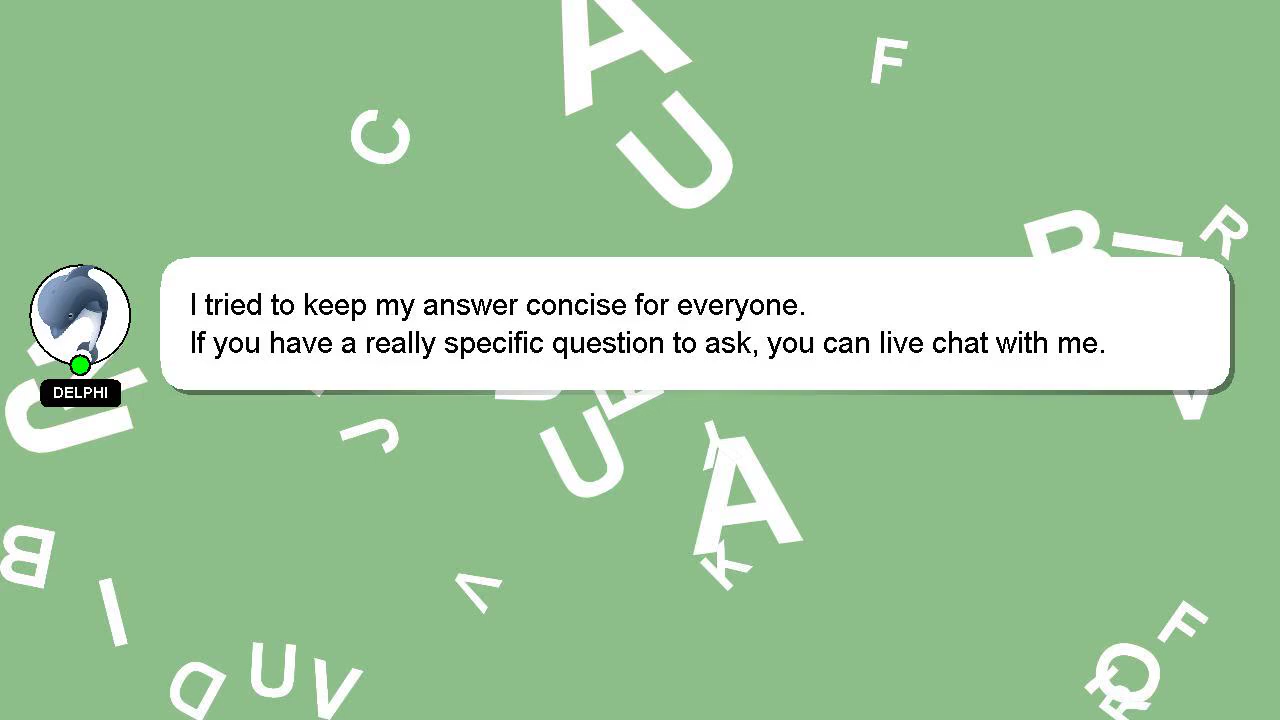 I tried to keep my answer concise for everyone.
If you have a really specific question to ask, you can live chat with me.
DELPHI
A
F
C
U
R
I
R
V
U
J
A
K
B
I
V
D
U
V
F
Q